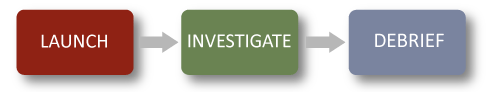 LAUNCH
INVESTIGATE
DEBRIEF